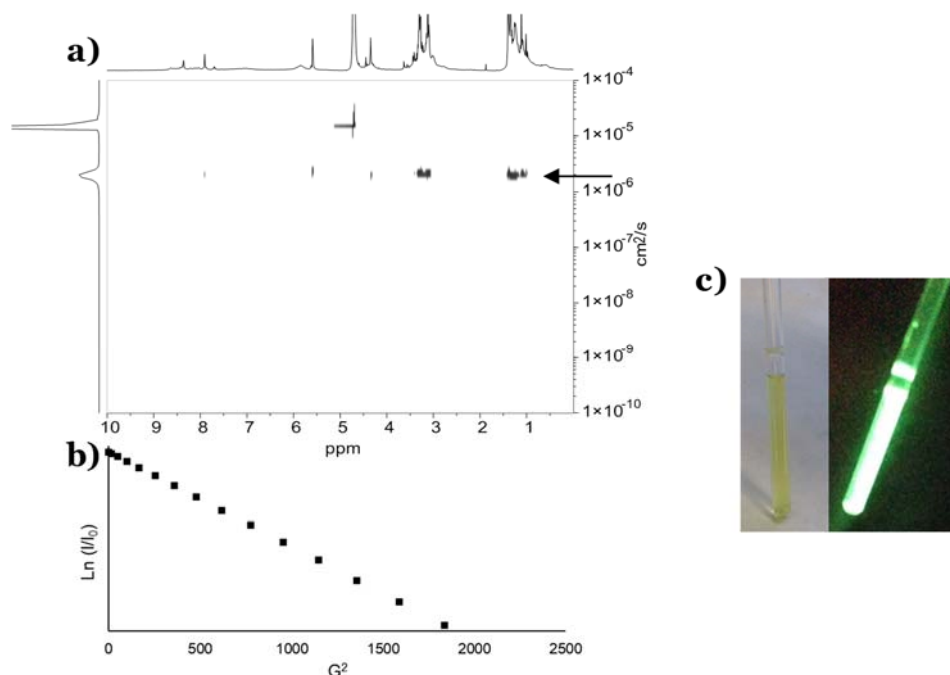 a)
1×10⁻⁴
1×10⁻⁵
1×10⁻⁶
1×10⁻⁷
1×10⁻⁸
1×10⁻⁹
1×10⁻¹⁰
cm2/s
10 9 8 7 6 5 4 3 2 1
ppm
b)
Ln (I/I₀)
0 500 1000 1500 2000 2500
G²
c)